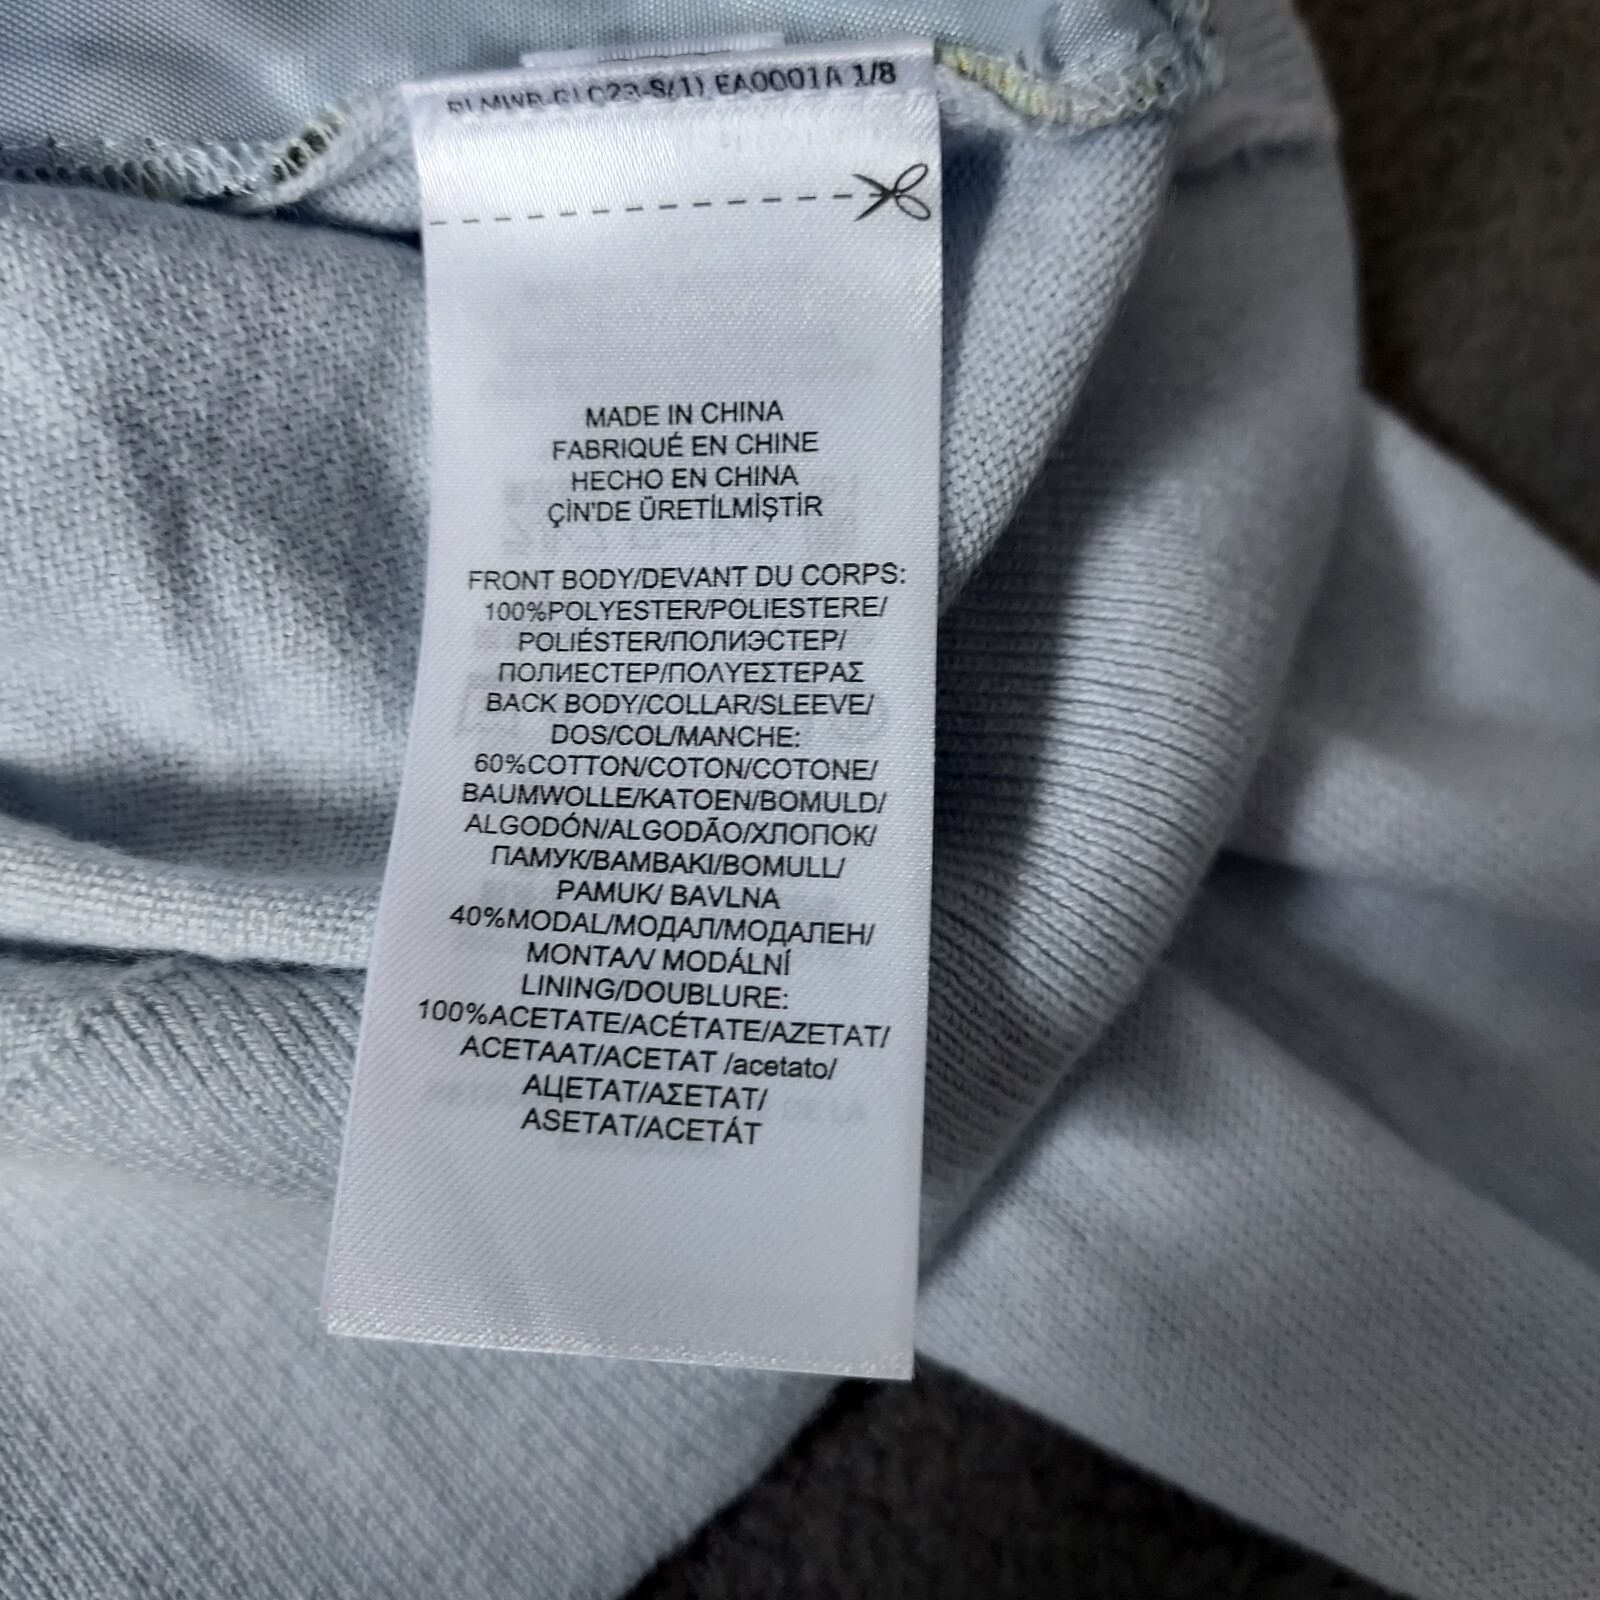 EA0001A 1/8
MADE IN CHINA
FABRIQUÉ EN CHINE
HECHO EN CHINA
ÇİN'DE ÜRETİLMİŞTİR
FRONT BODY/DEVANT DU CORPS:
100%POLYESTER/POLIESTERE/
POLIÉSTER/ПОЛИЭСТЕР/
ПОЛИЕСТЕР/ΠΟΛΥΕΣΤΕΡΑΣ
BACK BODY/COLLAR/SLEEVE/
DOS/COL/MANCHE:
60%COTTON/COTON/COTONE/
BAUMWOLLE/KATOEN/BOMULD/
ALGODÓN/ALGODÃO/ХЛОПОК/
ПАМУК/BAMBAKI/BOMULL/
PAMUK/ BAVLNA
40%MODAL/МОДАЛ/МОДАЛЕН/
ΜΟΝΤΑΛ/ MODÁLNÍ
LINING/DOUBLURE:
100%ACETATE/ACÉTATE/AZETAT/
ACETAAT/ACETAT /acetato/
АЦЕТАТ/ΑΣΕΤΑΤ/
ASETAT/ACETÁT